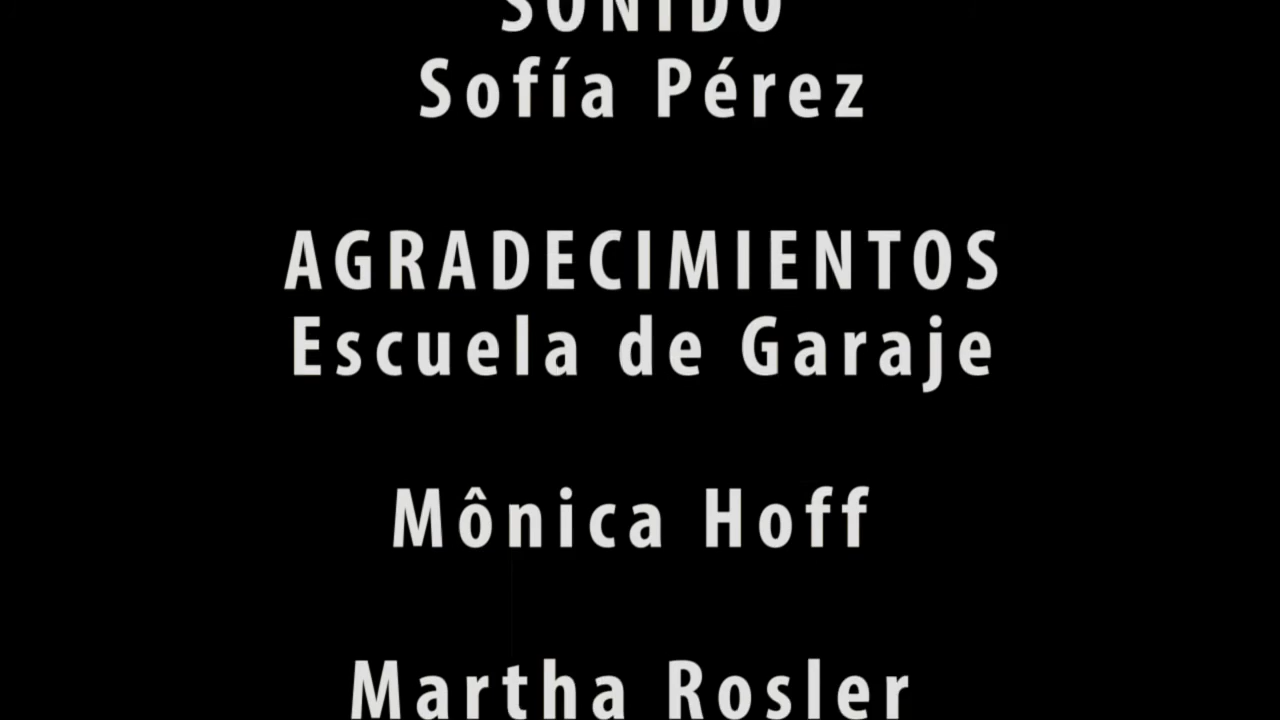 SONIDO
Sofía Pérez
AGRADECIMIENTOS
Escuela de Garaje
Mônica Hoff
Martha Rosler